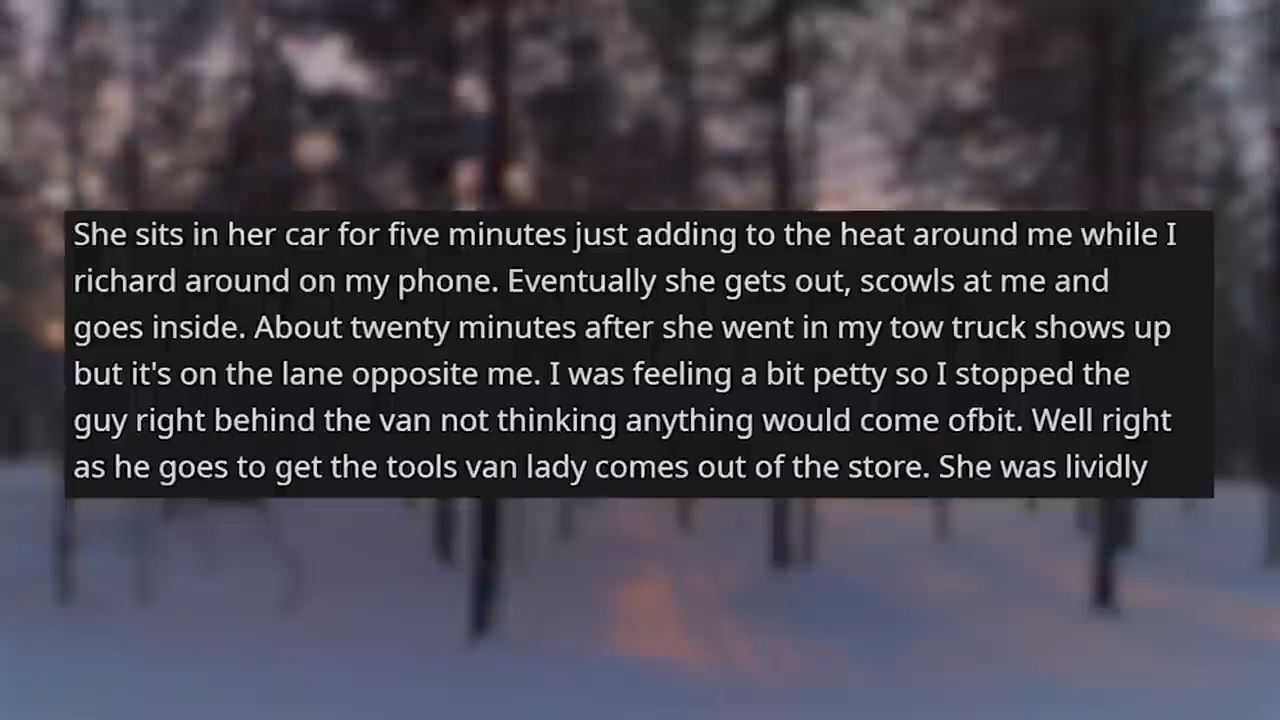 She sits in her car for five minutes just adding to the heat around me while I
richard around on my phone. Eventually she gets out, scowls at me and
goes inside. About twenty minutes after she went in my tow truck shows up
but it's on the lane opposite me. I was feeling a bit petty so I stopped the
guy right behind the van not thinking anything would come ofbit. Well right
as he goes to get the tools van lady comes out of the store. She was lividly